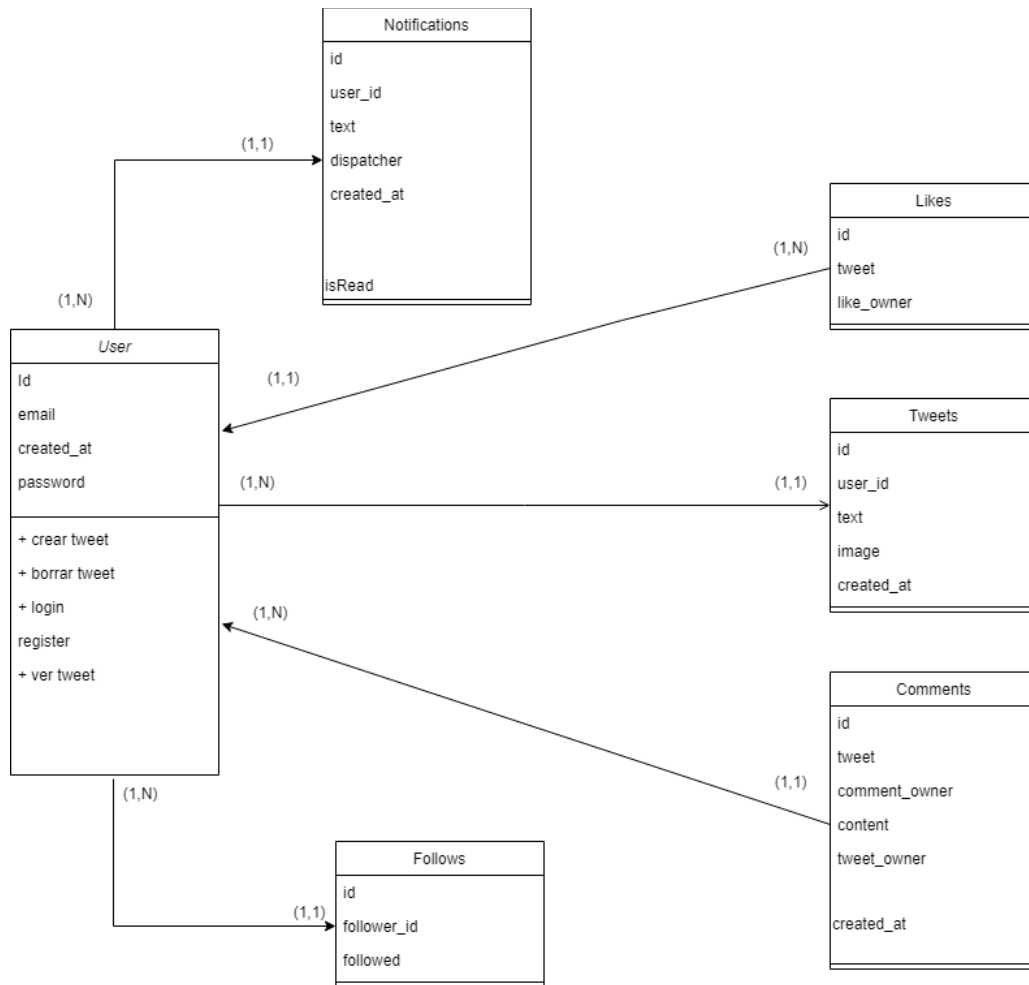 Notifications
id
user_id
text
dispatcher
created_at
isRead
(1,1)
(1,N)
User
Id
email
created_at
password
+ crear tweet
+ borrar tweet
+ login
register
+ ver tweet
Likes
id
tweet
like_owner
(1,N)
(1,1)
Tweets
id
user_id
text
image
created_at
(1,N)
(1,1)
Comments
id
tweet
comment_owner
content
tweet_owner
created_at
(1,N)
(1,1)
Follows
id
follower_id
followed
(1,N)
(1,1)